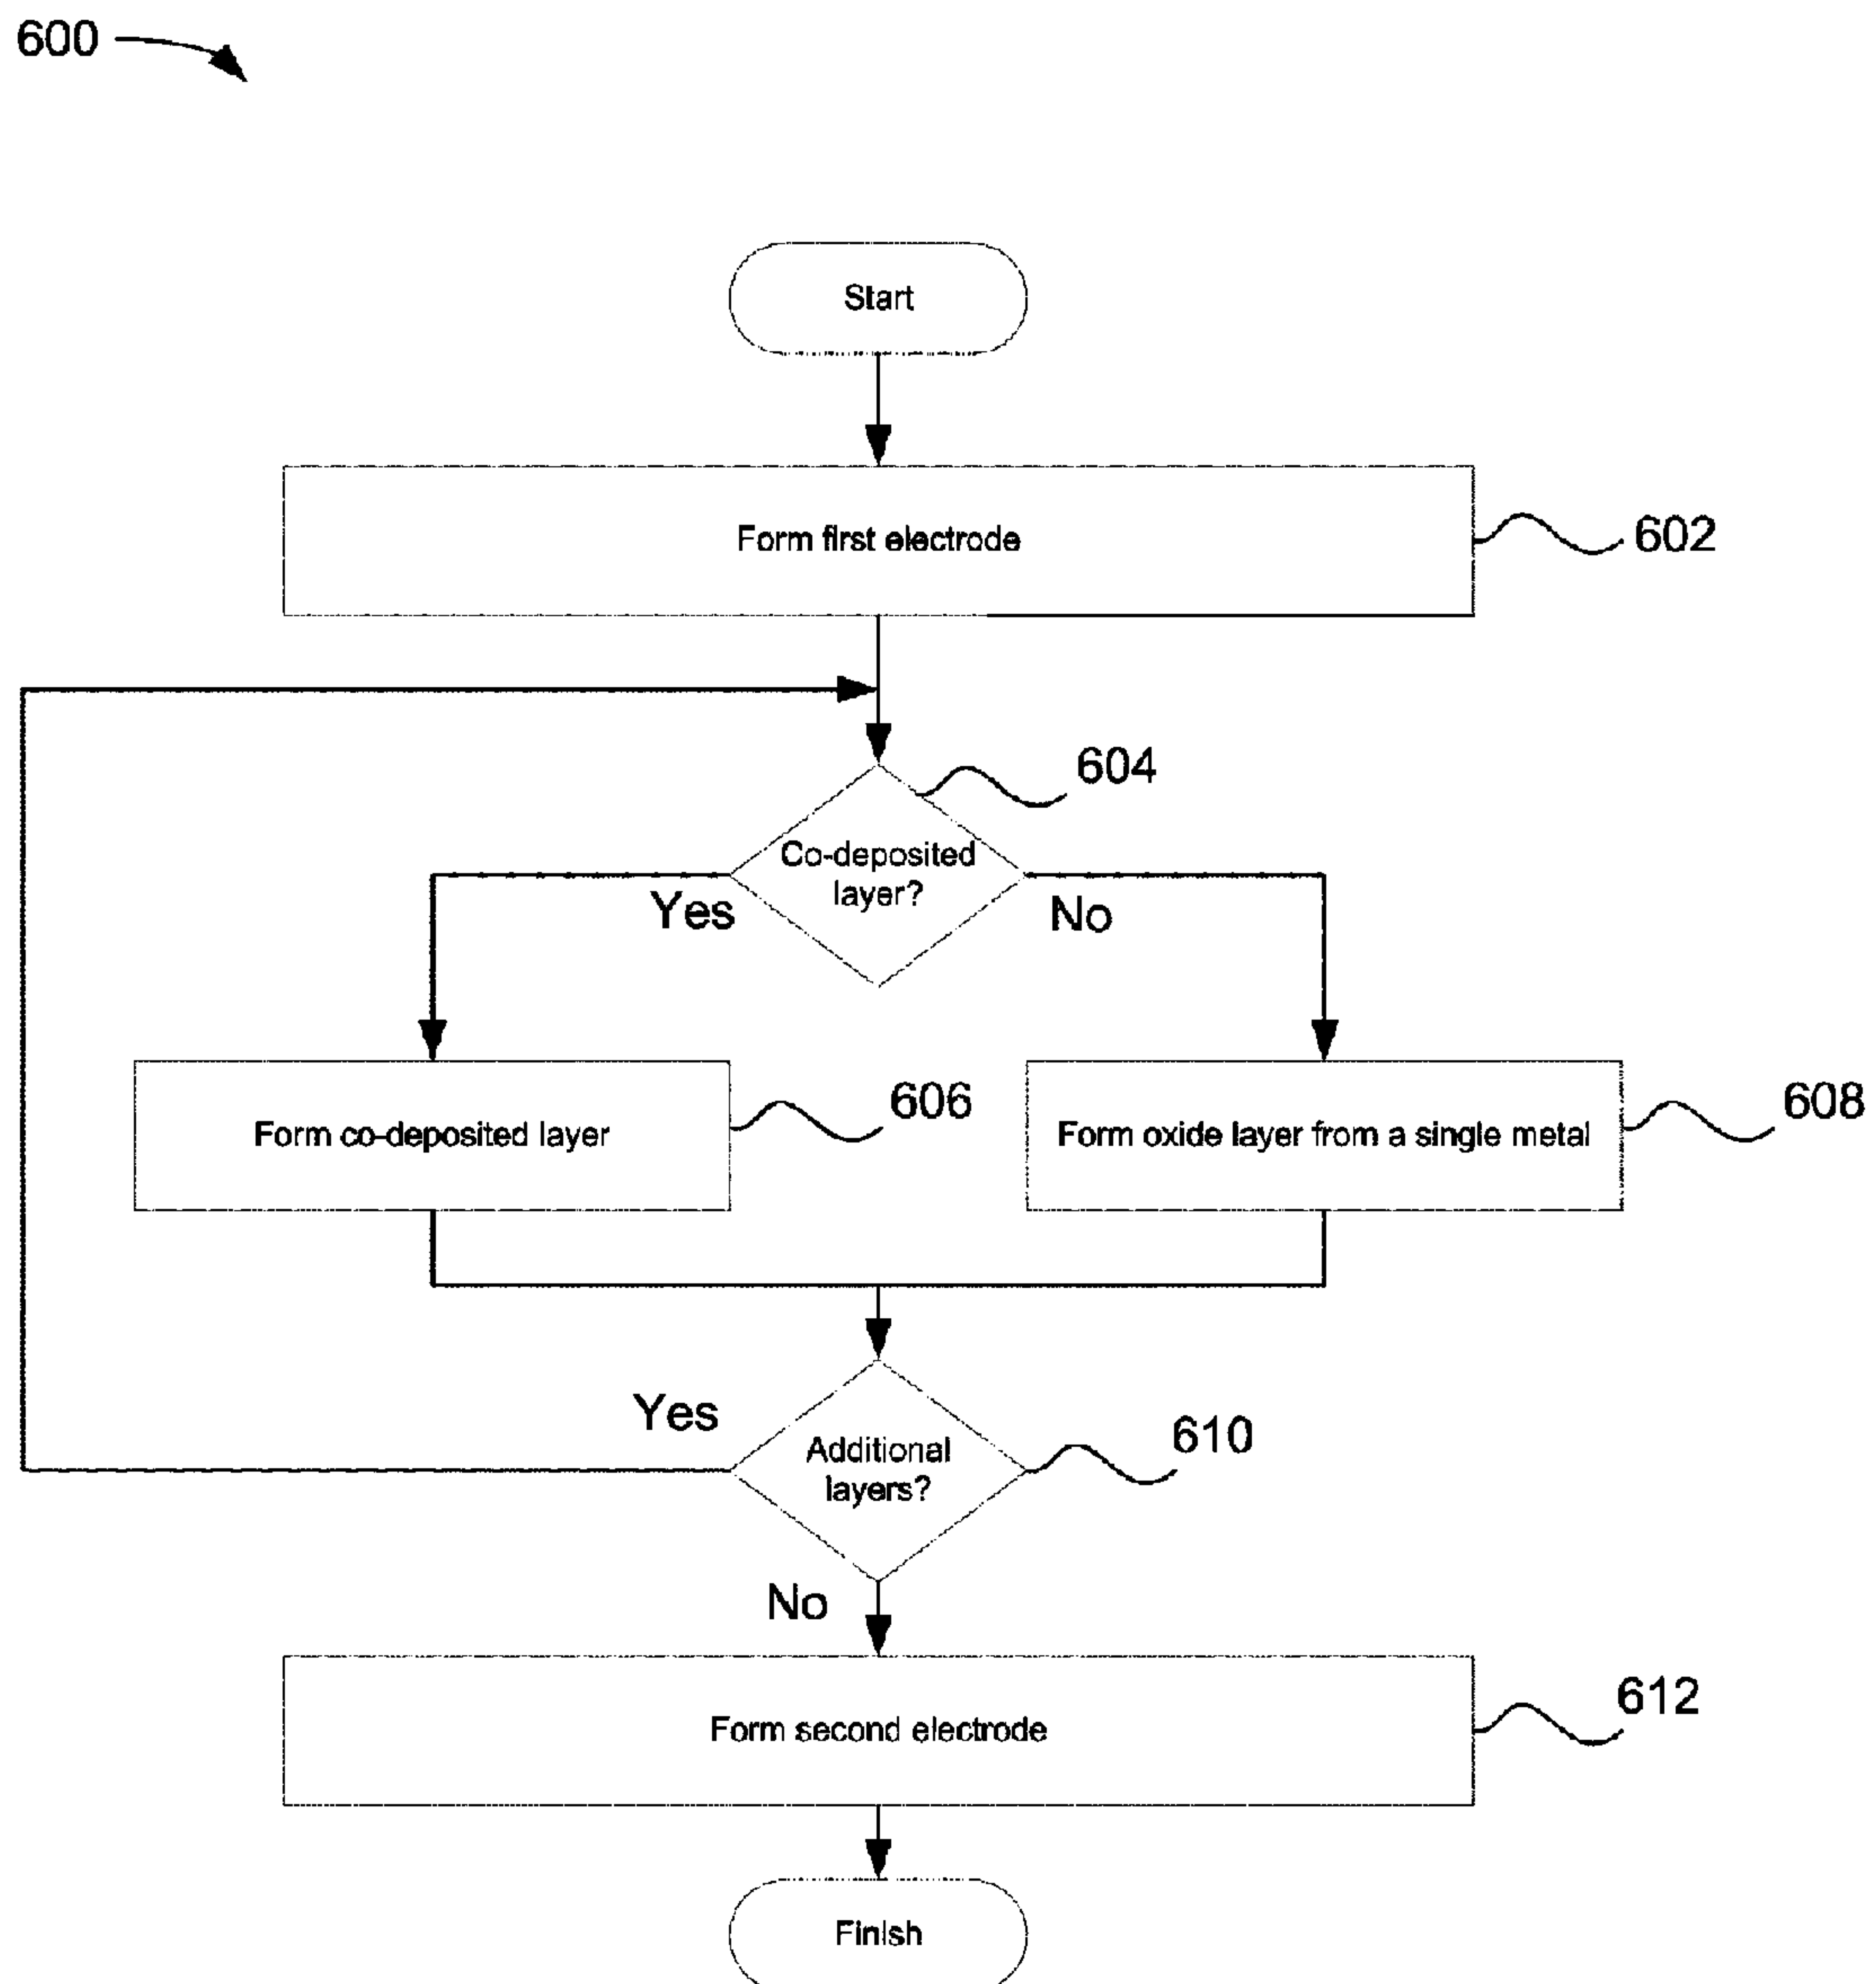 600
Start
Form first electrode
602
604
Co-deposited
layer?
Yes
No
Form co-deposited layer
606
Form oxide layer from a single metal
608
Yes
Additional
layers?
610
No
Form second electrode
612
Finish